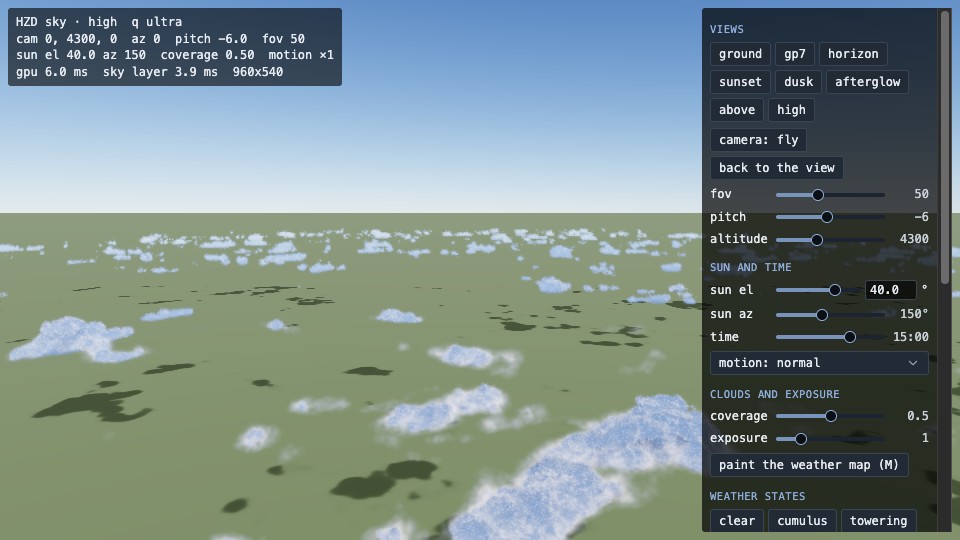 HZD sky · high  q ultra
cam 0, 4300, 0  az 0  pitch −6.0  fov 50
sun el 40.0 az 150  coverage 0.50  motion ×1
gpu 6.0 ms  sky layer 3.9 ms  960x540
VIEWS
ground gp7 horizon
sunset dusk afterglow
above high
camera: fly
back to the view
fov 50
pitch −6
altitude 4300
SUN AND TIME
sun el 40.0 °
sun az 150°
time 15:00
motion: normal
CLOUDS AND EXPOSURE
coverage 0.5
exposure 1
paint the weather map (M)
WEATHER STATES
clear cumulus towering